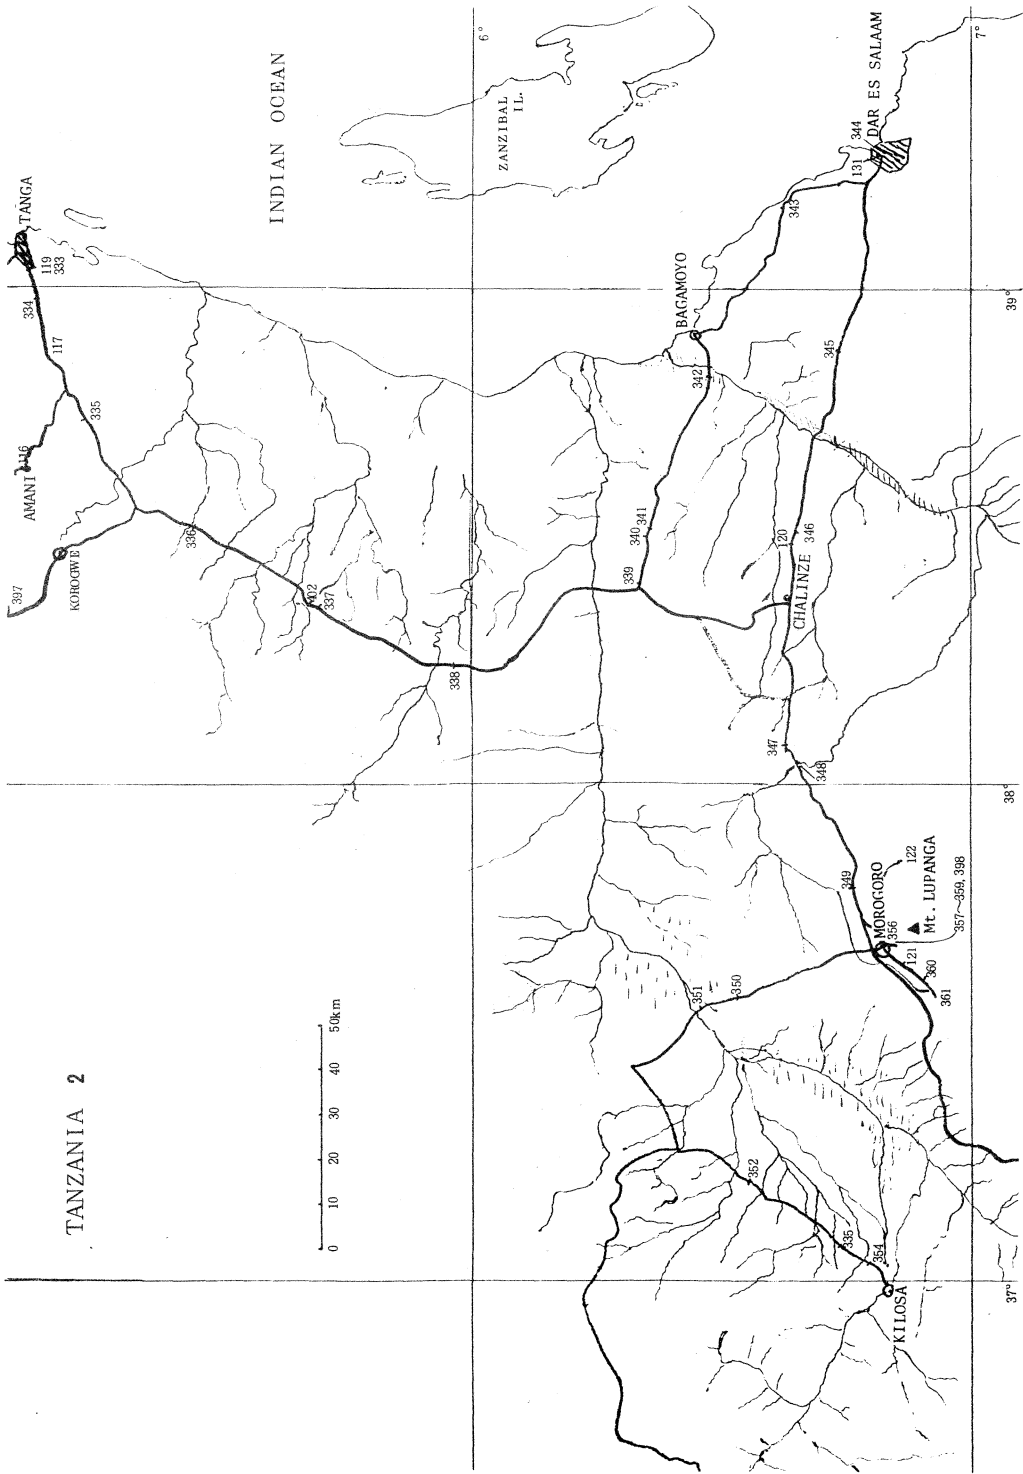 TANZANIA 2
0 10 20 30 40 50km
INDIAN OCEAN
ZANZIBAL
IL.
6°
7°
39°
38°
37°
TANGA
119
333
334
117
335
AMANI
116
KOROGWE
397
336
402
337
338
339
340
341
342
BAGAMOYO
343
131
344
DAR ES SALAAM
345
346
120
CHALINZE
347
348
349
MOROGORO
122
356
Mt. LUPANGA
357~359, 398
121
360
361
350
351
352
335
354
KILOSA